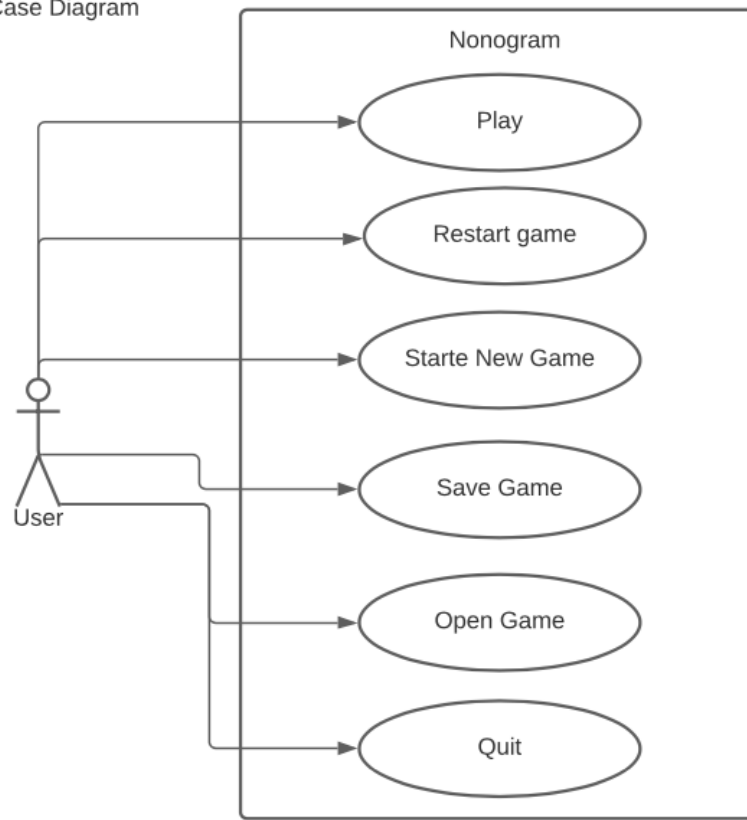 Case Diagram
Nonogram
Play
Restart game
Starte New Game
Save Game
User
Open Game
Quit